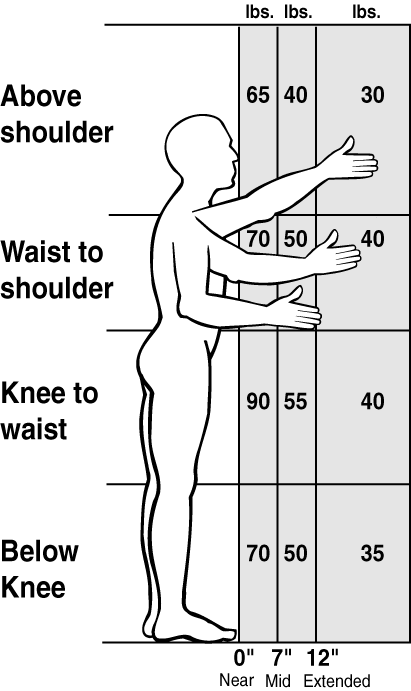 lbs. lbs. lbs.
Above
shoulder
65 40 30
Waist to
shoulder
70 50 40
Knee to
waist
90 55 40
Below
Knee
70 50 35
0" 7" 12"
Near Mid Extended